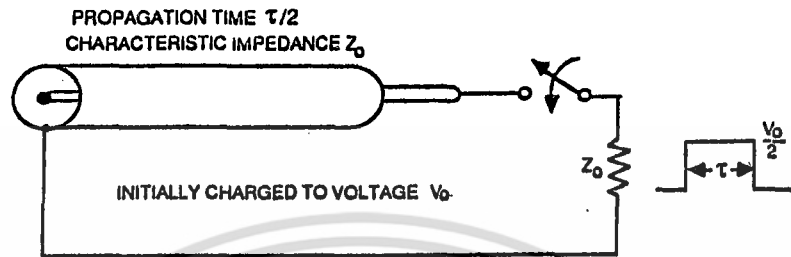 PROPAGATION TIME τ/2
CHARACTERISTIC IMPEDANCE Z₀
INITIALLY CHARGED TO VOLTAGE V₀.
Z₀
τ
V₀/2